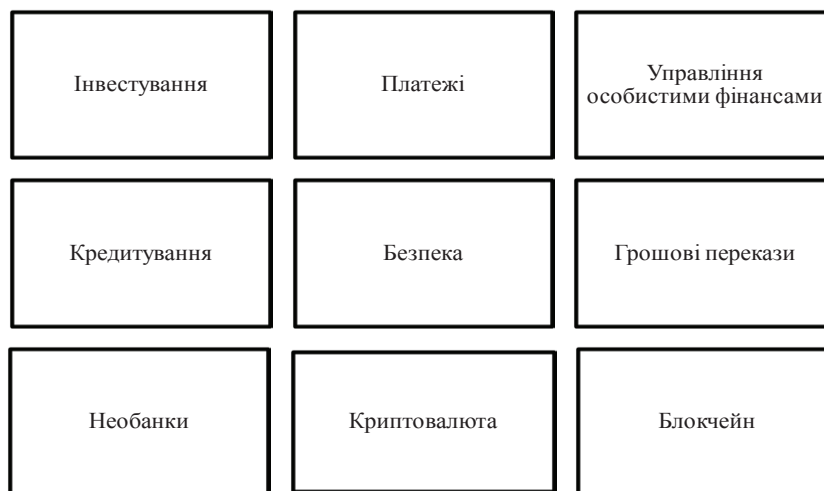 Інвестування
Платежі
Управління
особистими фінансами
Кредитування
Безпека
Грошові перекази
Необанки
Криптовалюта
Блокчейн